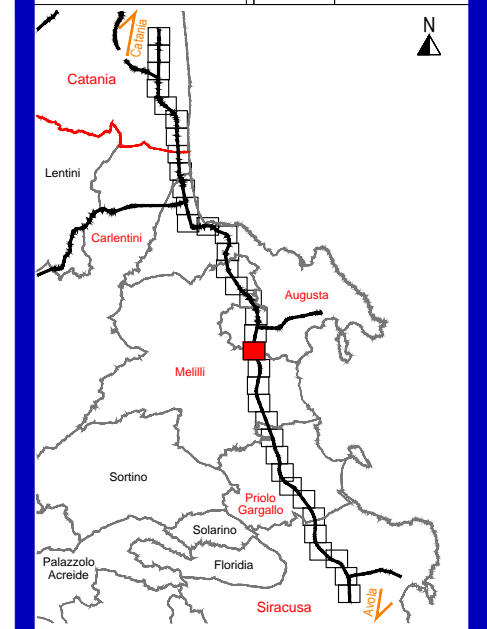 N
Catania
Catania
Lentini
Carlentini
Augusta
Melilli
Sortino
Priolo
Gargallo
Solarino
Floridia
Palazzolo
Acreide
Siracusa
Avola